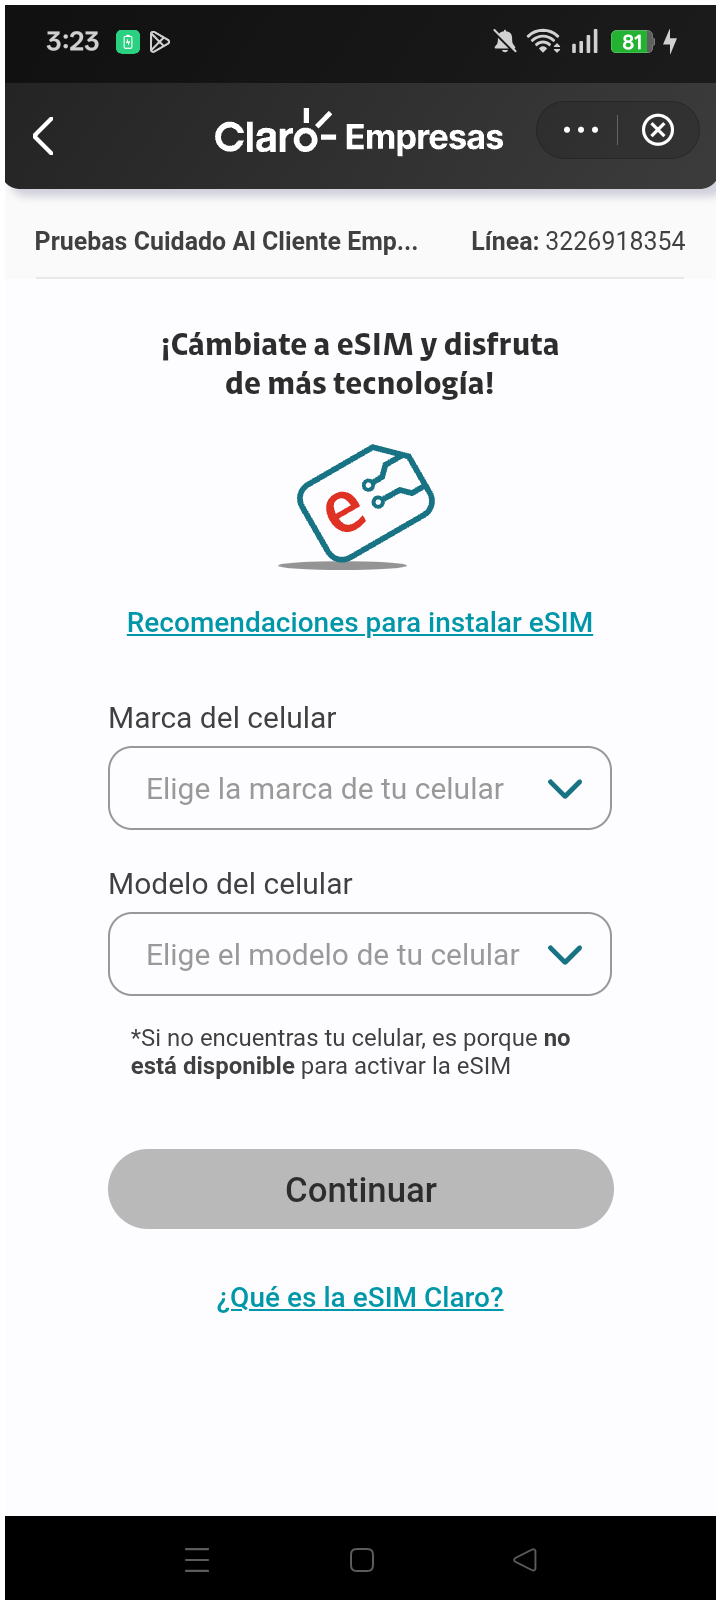 3:23
81
Claro Empresas
Pruebas Cuidado Al Cliente Emp... Línea: 3226918354
¡Cámbiate a eSIM y disfruta
de más tecnología!
e
Recomendaciones para instalar eSIM
Marca del celular
Elige la marca de tu celular
Modelo del celular
Elige el modelo de tu celular
*Si no encuentras tu celular, es porque no
está disponible para activar la eSIM
Continuar
¿Qué es la eSIM Claro?